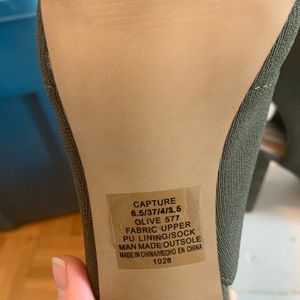 CAPTURE
6.5/37/4/3.5
OLIVE 577
FABRIC UPPER
PU LINING/SOCK
MAN MADE OUTSOLE
MADE IN CHINA/HECHO EN CHINA
1028